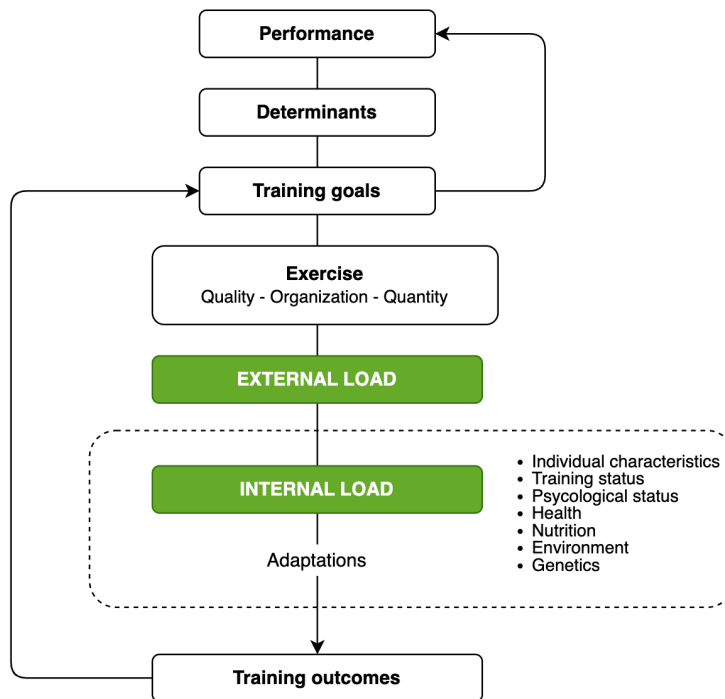 Performance
Determinants
Training goals
Exercise
Quality - Organization - Quantity
EXTERNAL LOAD
INTERNAL LOAD
Adaptations
• Individual characteristics
• Training status
• Psycological status
• Health
• Nutrition
• Environment
• Genetics
Training outcomes